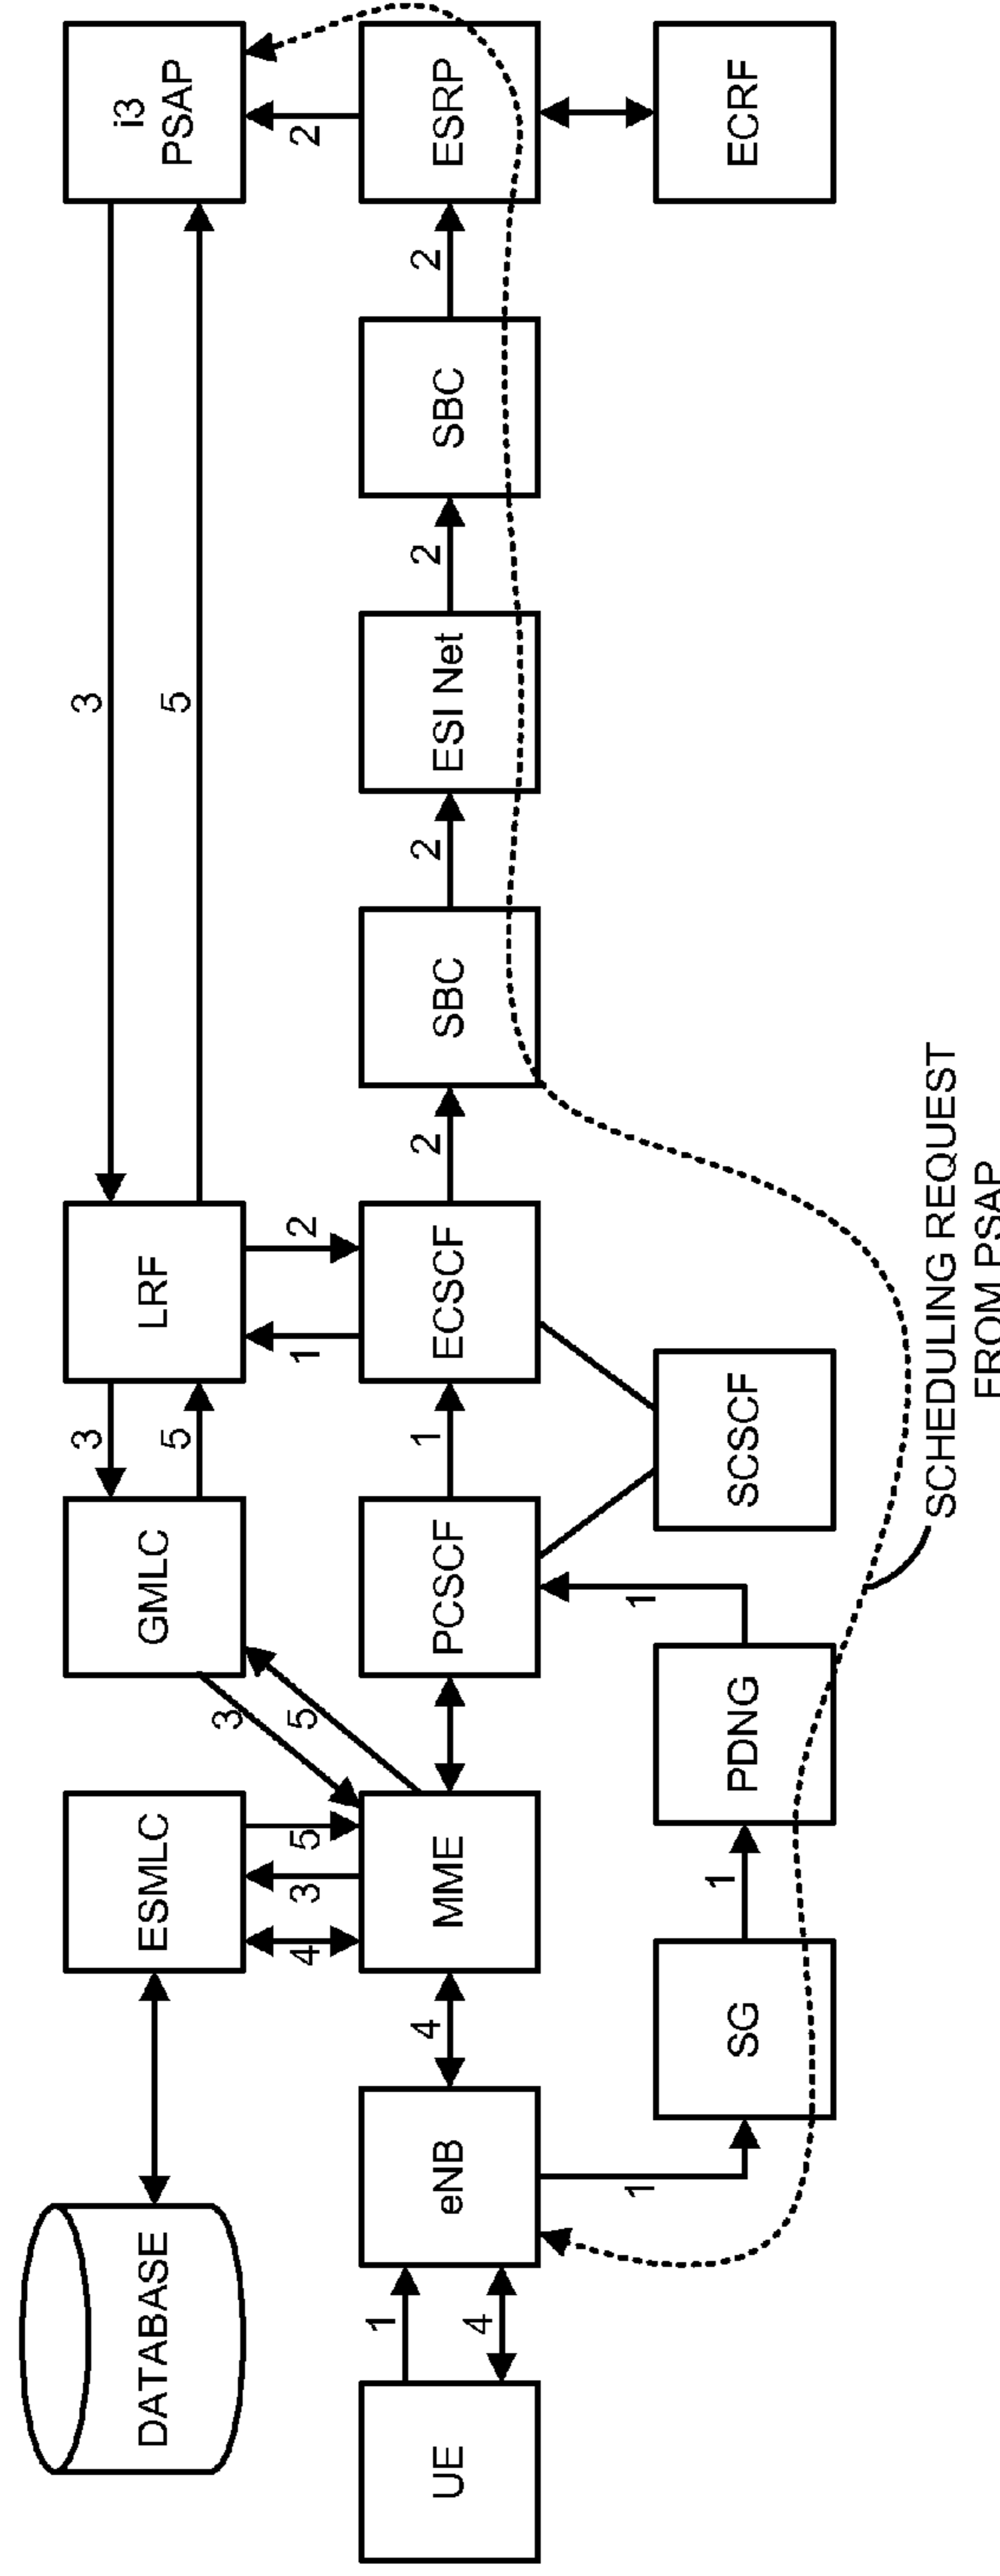 DATABASE
ESMLC
GMLC
LRF
i3
PSAP
3
5
3
5
4
3
5
3
5
1
2
2
UE
eNB
MME
PCSCF
ECSCF
SBC
ESI Net
SBC
ESRP
1
4
4
1
2
2
2
2
1
1
1
SG
PDNG
SCSCF
ECRF
SCHEDULING REQUEST
FROM PSAP